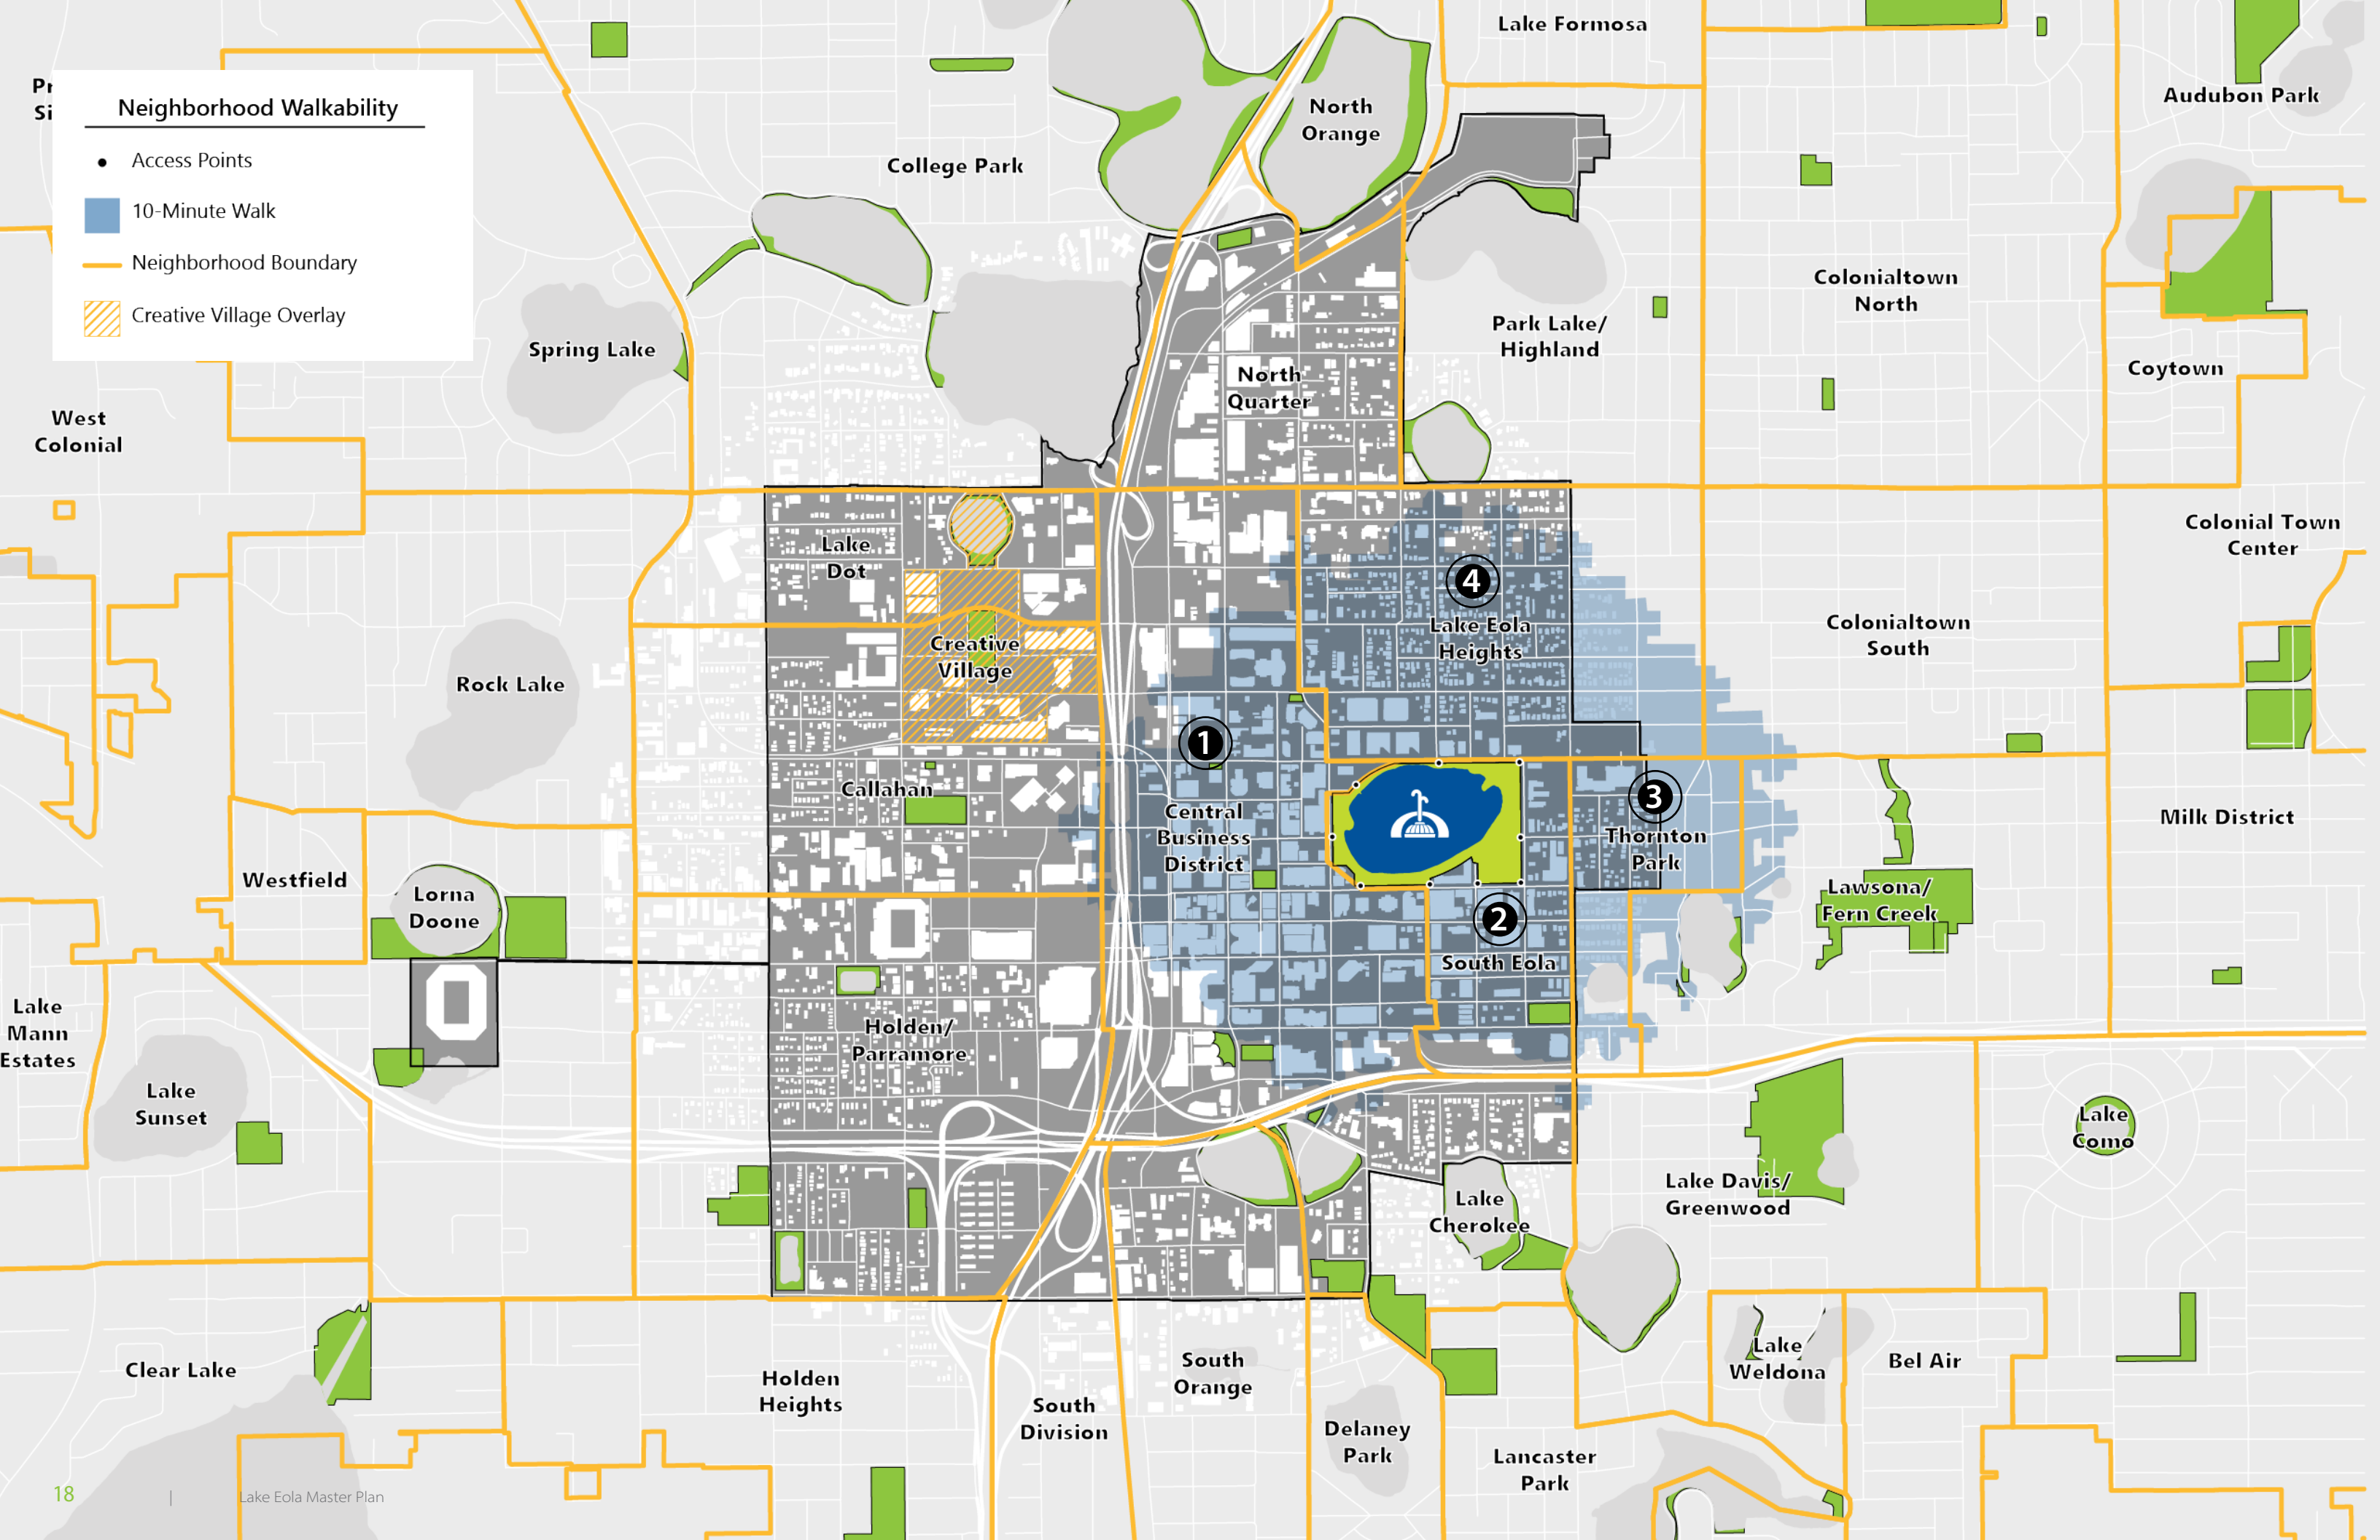 Neighborhood Walkability
Access Points
10-Minute Walk
Neighborhood Boundary
Creative Village Overlay
Pr
Si
Lake Formosa
North
Orange
Audubon Park
College Park
Colonialtown
North
Park Lake/
Highland
Spring Lake
North
Quarter
Coytown
West
Colonial
Colonial Town
Center
Lake
Dot
4
Lake Eola
Heights
Colonialtown
South
Creative
Village
Rock Lake
1
Callahan
Central
Business
District
3
Thornton
Park
Milk District
Westfield
Lorna
Doone
Lawsona/
Fern Creek
2
South Eola
Lake
Mann
Estates
Holden/
Parramore
Lake
Sunset
Lake
Como
Lake Davis/
Greenwood
Lake
Cherokee
Clear Lake
Holden
Heights
South
Orange
South
Division
Lake
Weldona
Bel Air
Delaney
Park
Lancaster
Park
18 | Lake Eola Master Plan